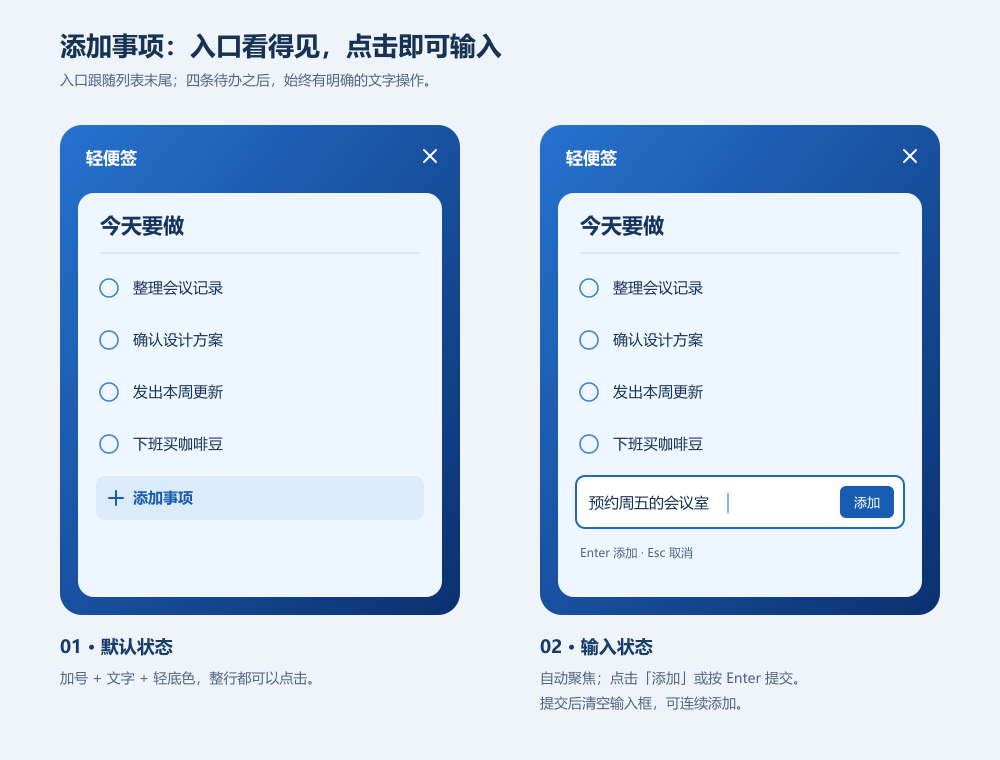 添加事项：入口看得见，点击即可输入
入口跟随列表末尾；四条待办之后，始终有明确的文字操作。
轻便签
今天要做
整理会议记录
确认设计方案
发出本周更新
下班买咖啡豆
添加事项
01 · 默认状态
加号 + 文字 + 轻底色，整行都可以点击。
轻便签
今天要做
整理会议记录
确认设计方案
发出本周更新
下班买咖啡豆
预约周五的会议室
添加
Enter 添加 · Esc 取消
02 · 输入状态
自动聚焦；点击「添加」或按 Enter 提交。
提交后清空输入框，可连续添加。